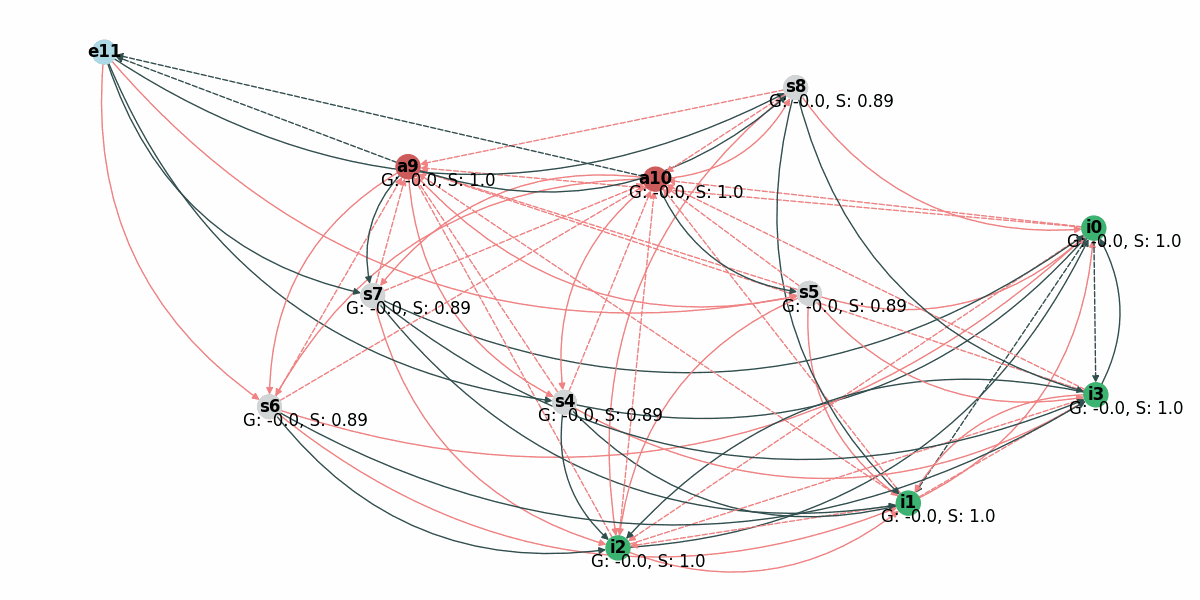 e11
s8
G: -0.0, S: 0.89
a9
G: -0.0, S: 1.0
a10
G: -0.0, S: 1.0
i0
G: -0.0, S: 1.0
s7
G: -0.0, S: 0.89
s5
G: -0.0, S: 0.89
i3
G: -0.0, S: 1.0
s6
G: -0.0, S: 0.89
s4
G: -0.0, S: 0.89
i1
G: -0.0, S: 1.0
i2
G: -0.0, S: 1.0